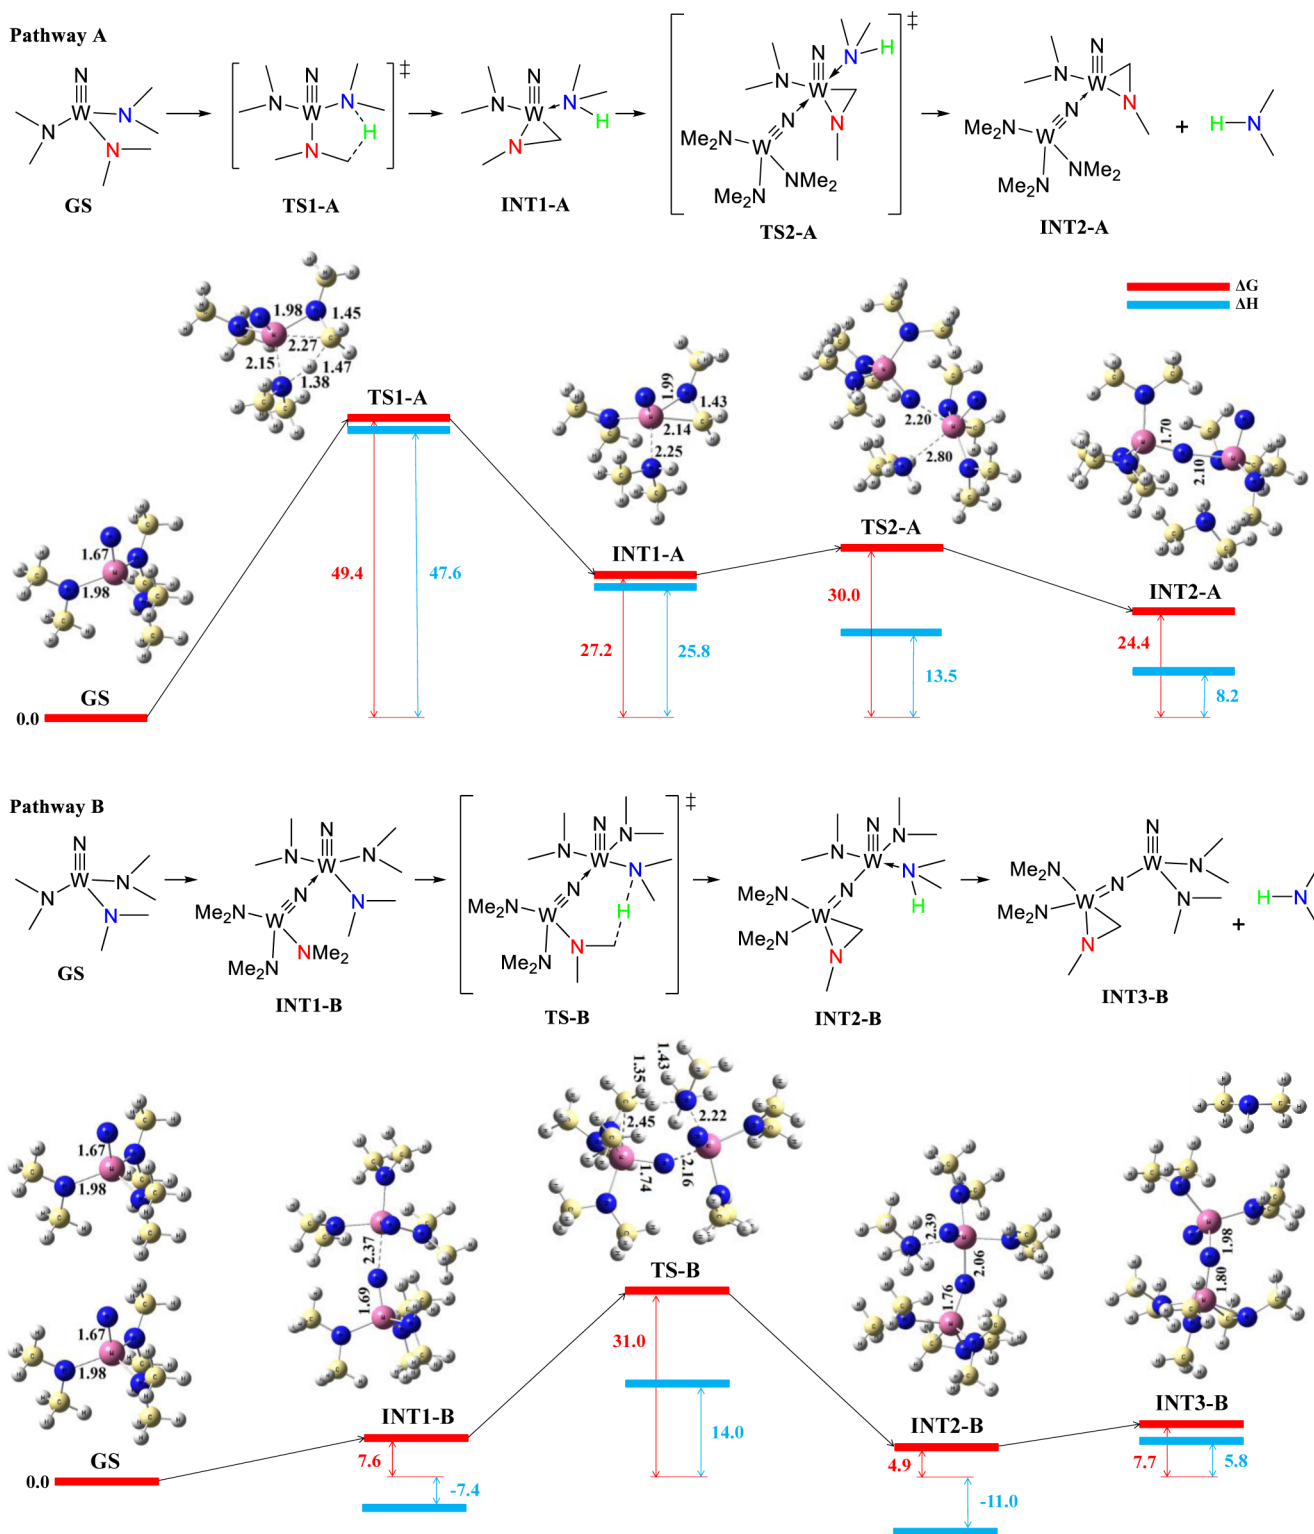 Pathway A
N
W
N
N
N
GS
N
W
N
N
H
N
‡
TS1-A
N
W
N
N
H
N
INT1-A
N
N
H
N
W
N
N
Me2N
W
NMe2
Me2N
‡
TS2-A
N
N
W
N
N
Me2N
W
NMe2
Me2N
INT2-A
+
H
N
ΔG
ΔH
1.98
1.45
2.27
2.15
1.47
1.38
TS1-A
49.4
47.6
1.67
1.98
GS
0.0
1.99
1.43
2.14
2.25
INT1-A
27.2
25.8
2.20
2.80
TS2-A
30.0
13.5
1.70
2.10
INT2-A
24.4
8.2
Pathway B
N
W
N
N
N
GS
N
N
W
N
N
N
Me2N
W
Me2N
NMe2
INT1-B
N
N
N
W
N
N
Me2N
W
H
Me2N
N
‡
TS-B
N
N
N
W
N
N
H
Me2N
W
Me2N
N
INT2-B
N
W
N
N
N
Me2N
W
Me2N
N
INT3-B
+
H
N
1.67
1.98
1.67
1.98
GS
0.0
2.37
1.69
INT1-B
7.6
-7.4
1.35
1.43
2.45
2.22
1.74
2.16
TS-B
31.0
14.0
2.39
2.06
1.76
INT2-B
4.9
-11.0
1.98
1.80
INT3-B
7.7
5.8